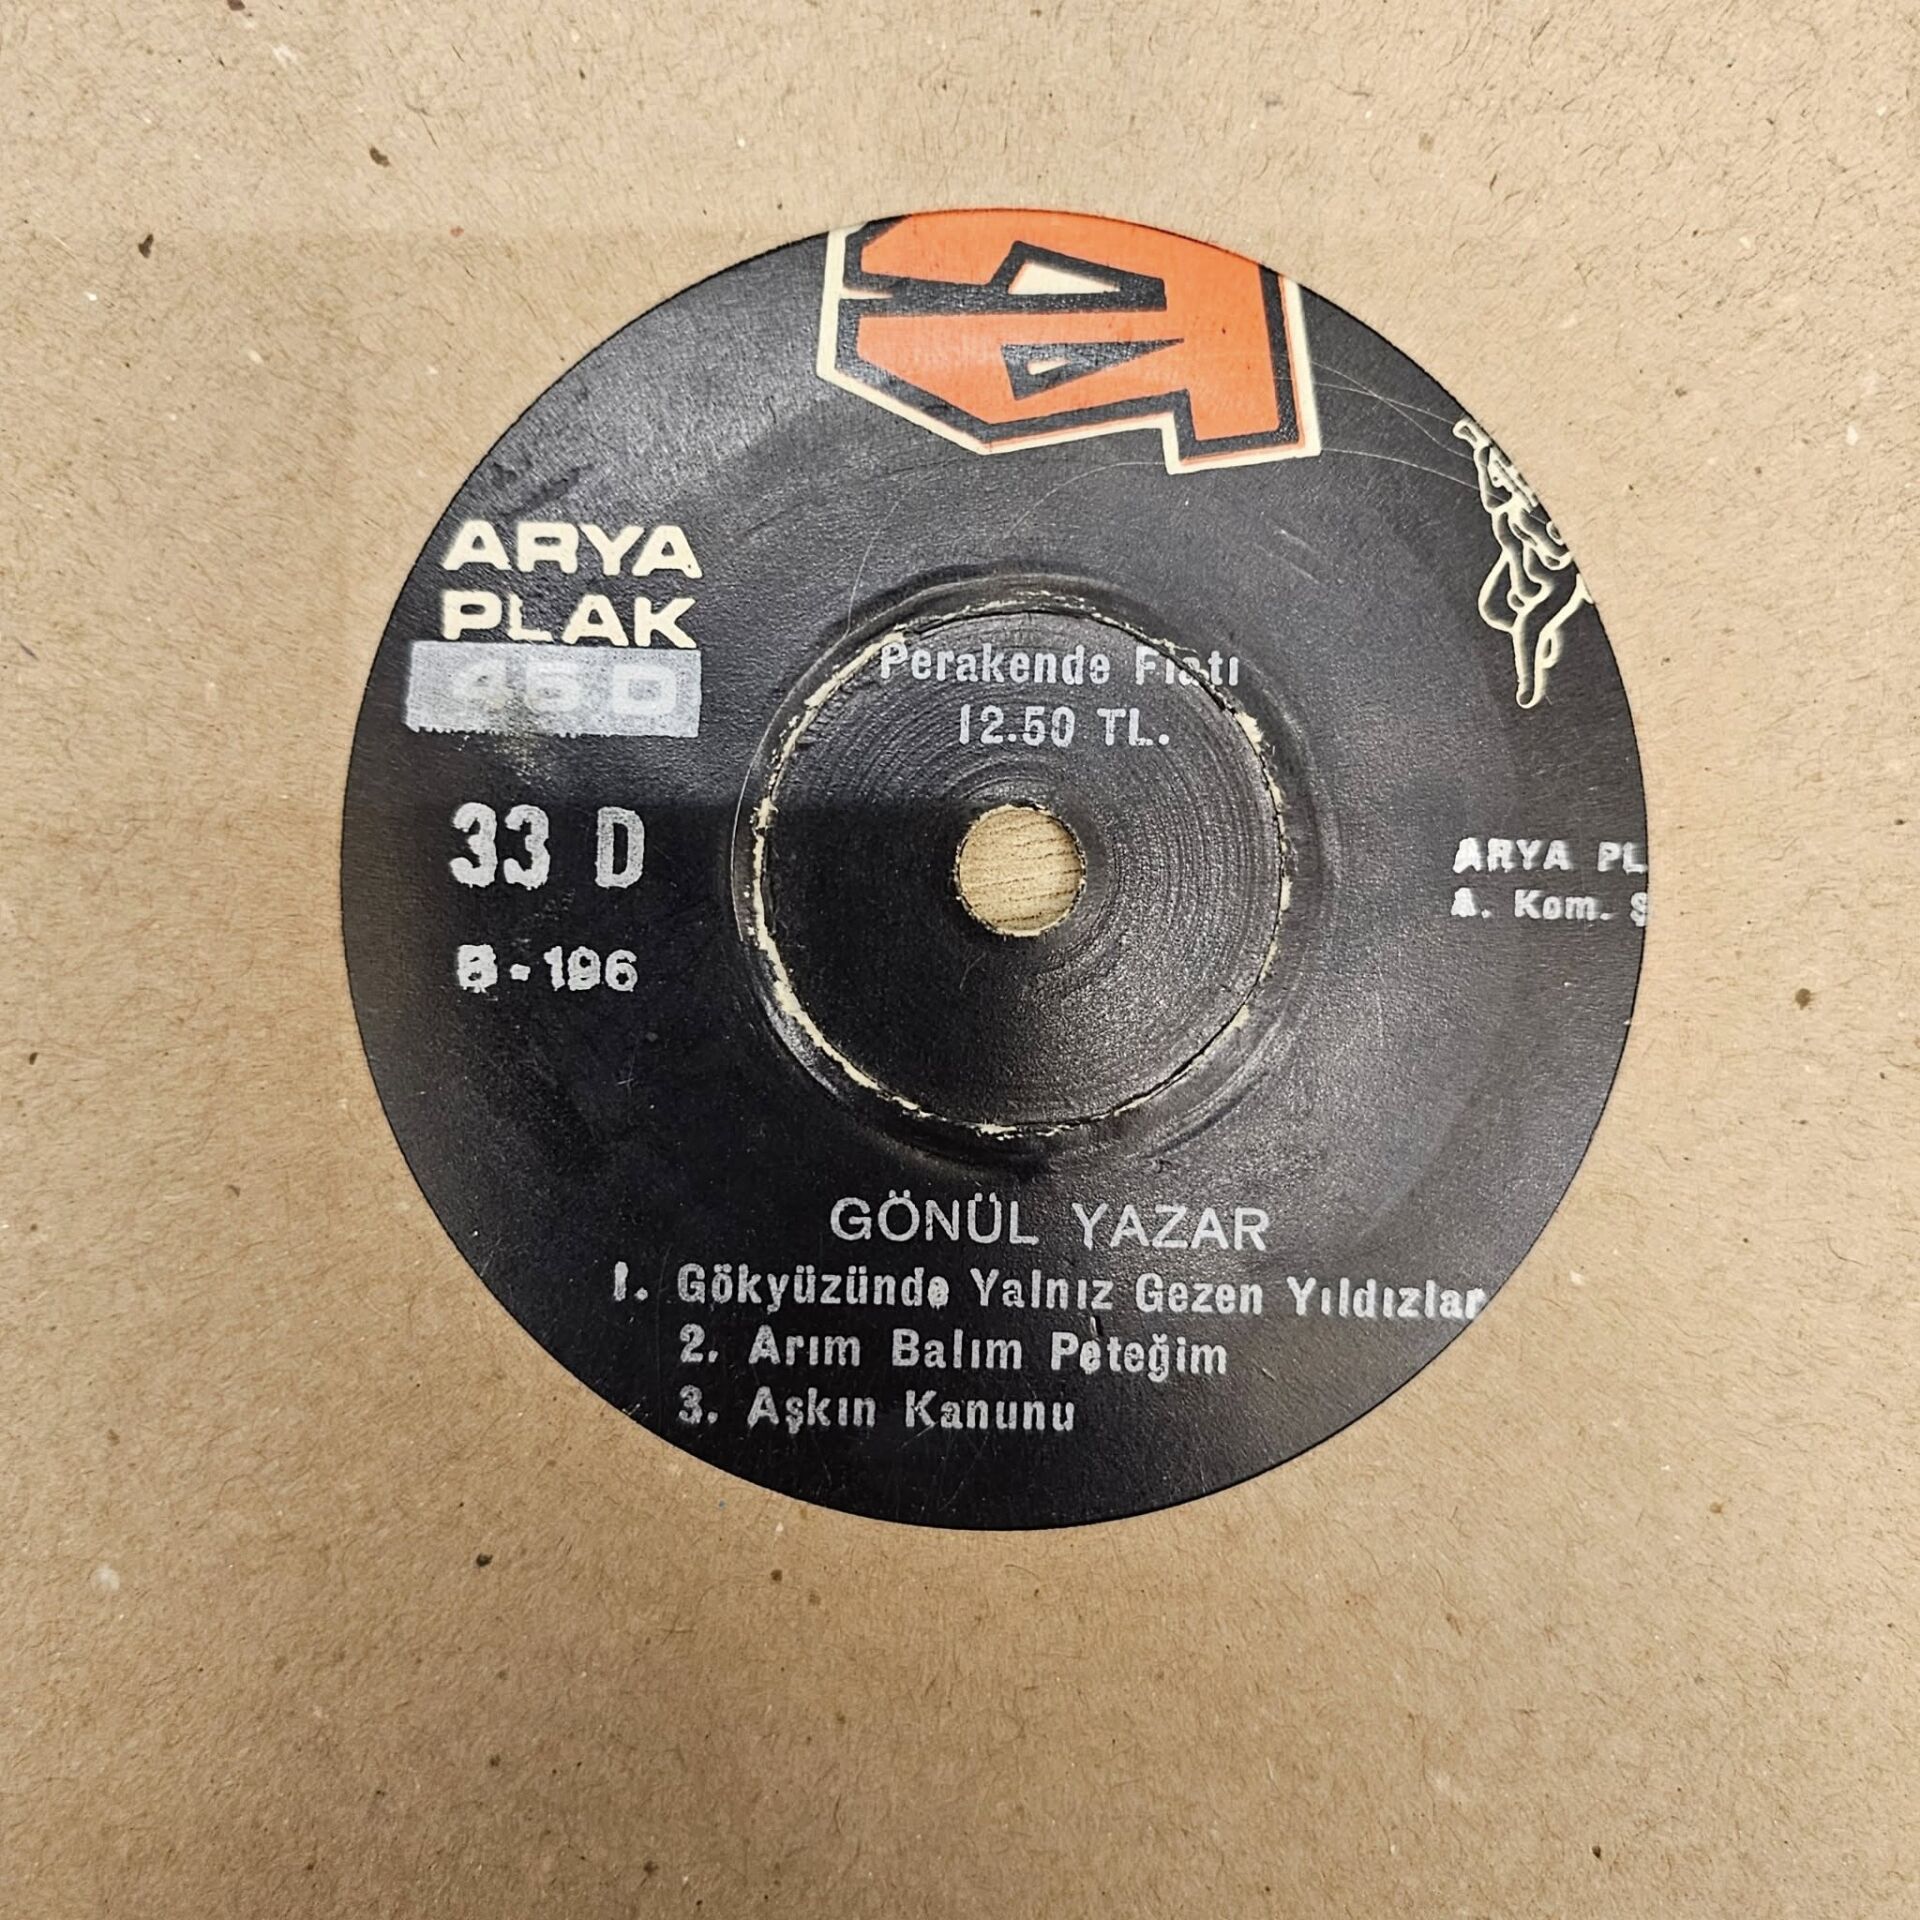 ARYA
PLAK
45 D
Perakende Fiatı
12.50 TL.
33 D
B - 196
ARYA PL
A. Kom. Ş
GÖNÜL YAZAR
1. Gökyüzünde Yalnız Gezen Yıldızlar
2. Arım Balım Peteğim
3. Aşkın Kanunu